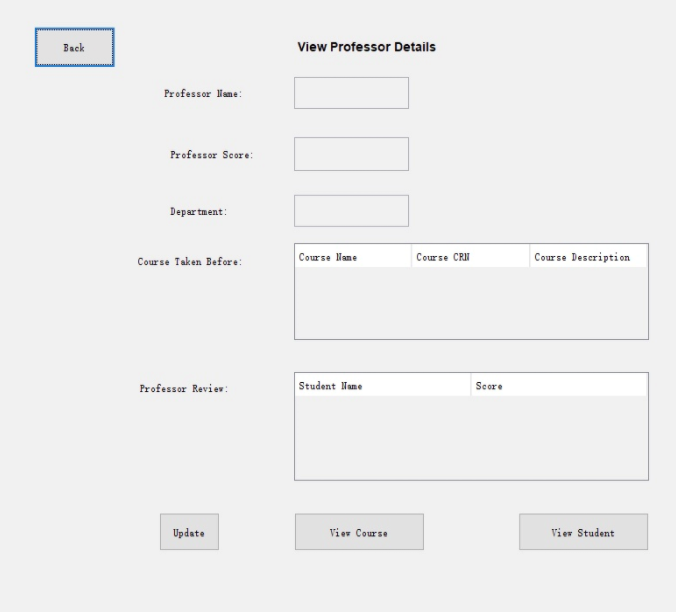 Back
View Professor Details
Professor Name:
Professor Score:
Department:
Course Taken Before:
Course Name Course CRN Course Description
Professor Review:
Student Name Score
Update View Course View Student